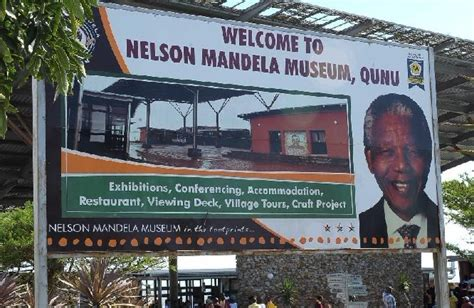 WELCOME TO
NELSON MANDELA MUSEUM, QUNU
Exhibitions, Conferencing, Accommodation,
Restaurant, Viewing Deck, Village Tours, Craft Project
NELSON MANDELA MUSEUM in the footprints...